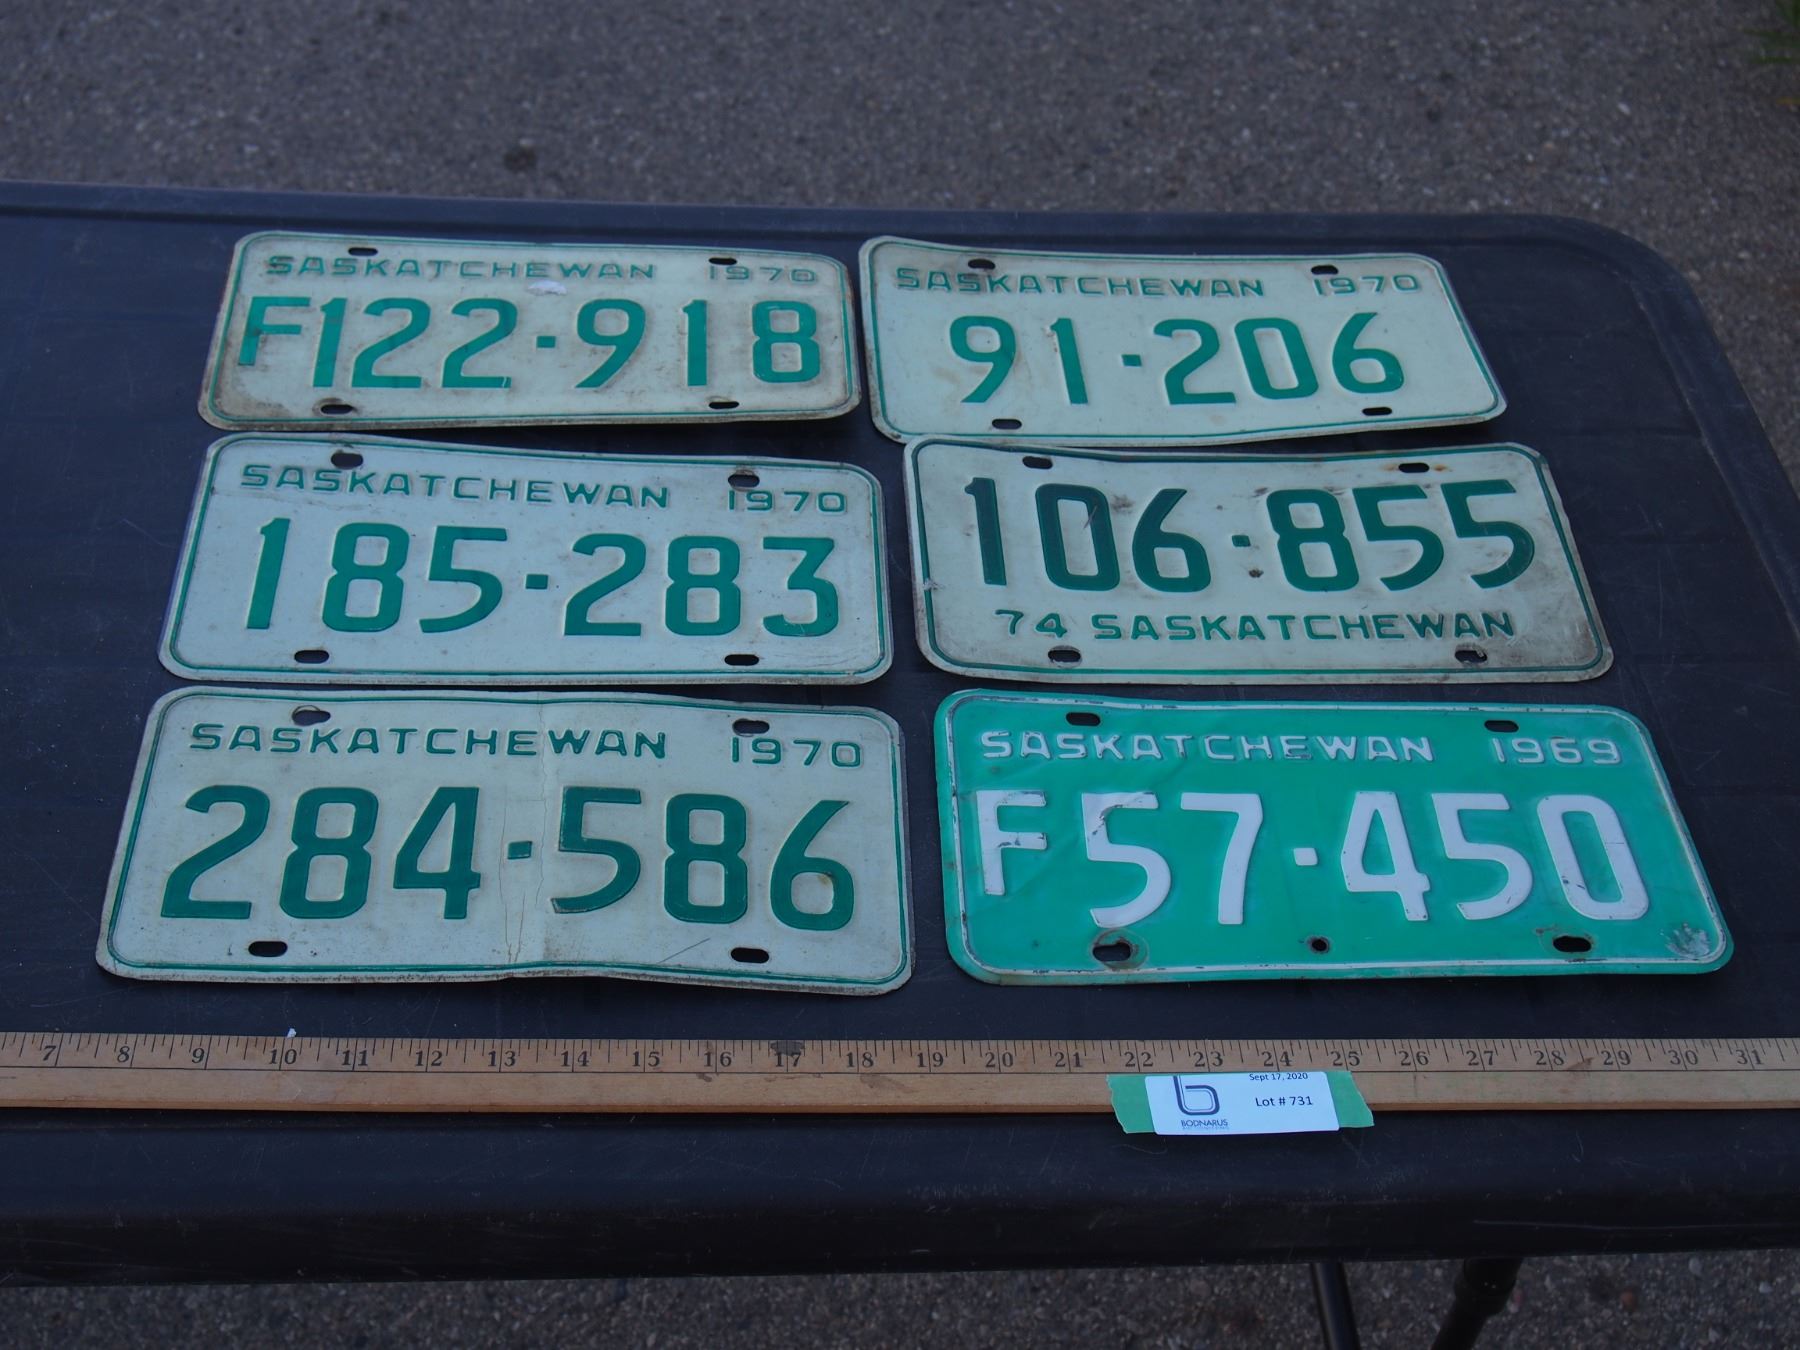 SASKATCHEWAN 1970
F122·918
SASKATCHEWAN 1970
91·206
SASKATCHEWAN 1970
185·283
106·855
74 SASKATCHEWAN
SASKATCHEWAN 1970
284·586
SASKATCHEWAN 1969
F57·450
7 8 9 10 11 12 13 14 15 16 17 18 19 20 21 22 23 24 25 26 27 28 29 30 31
Sept 17, 2020
Lot # 731
b
BODNARUS
AUCTIONEERING